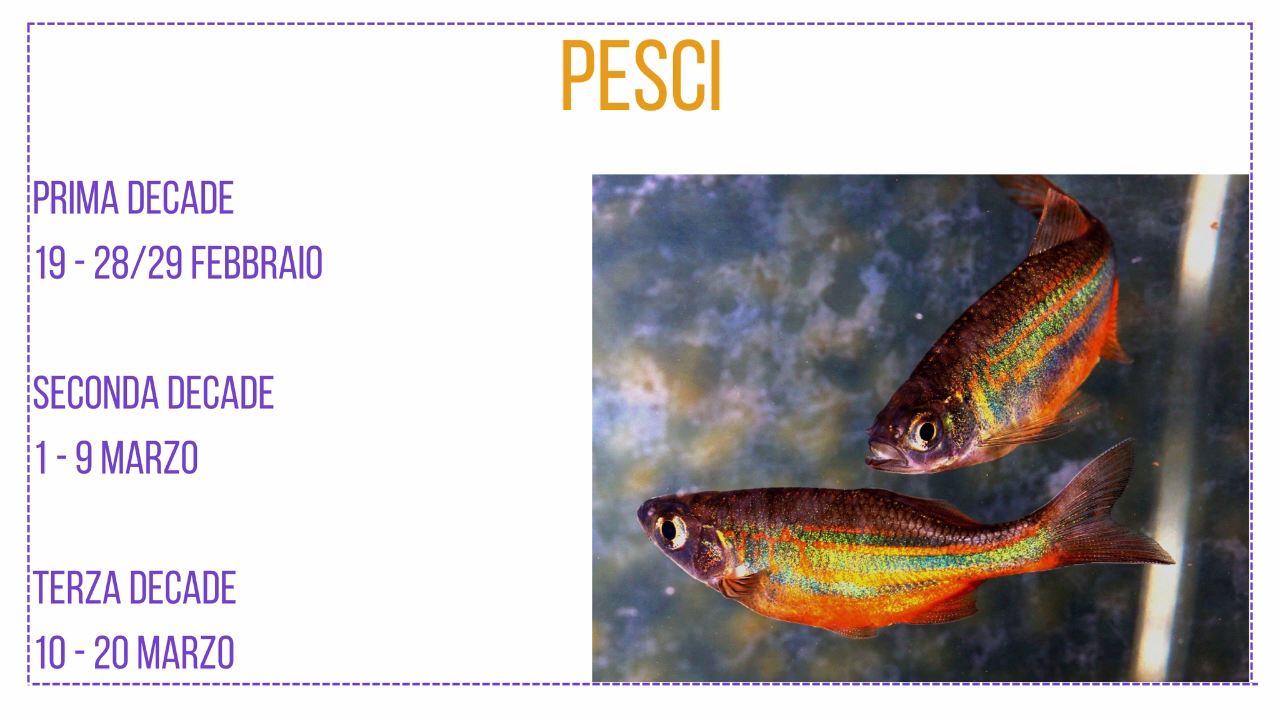 PESCI
PRIMA DECADE
19 - 28/29 FEBBRAIO
SECONDA DECADE
1 - 9 MARZO
TERZA DECADE
10 - 20 MARZO